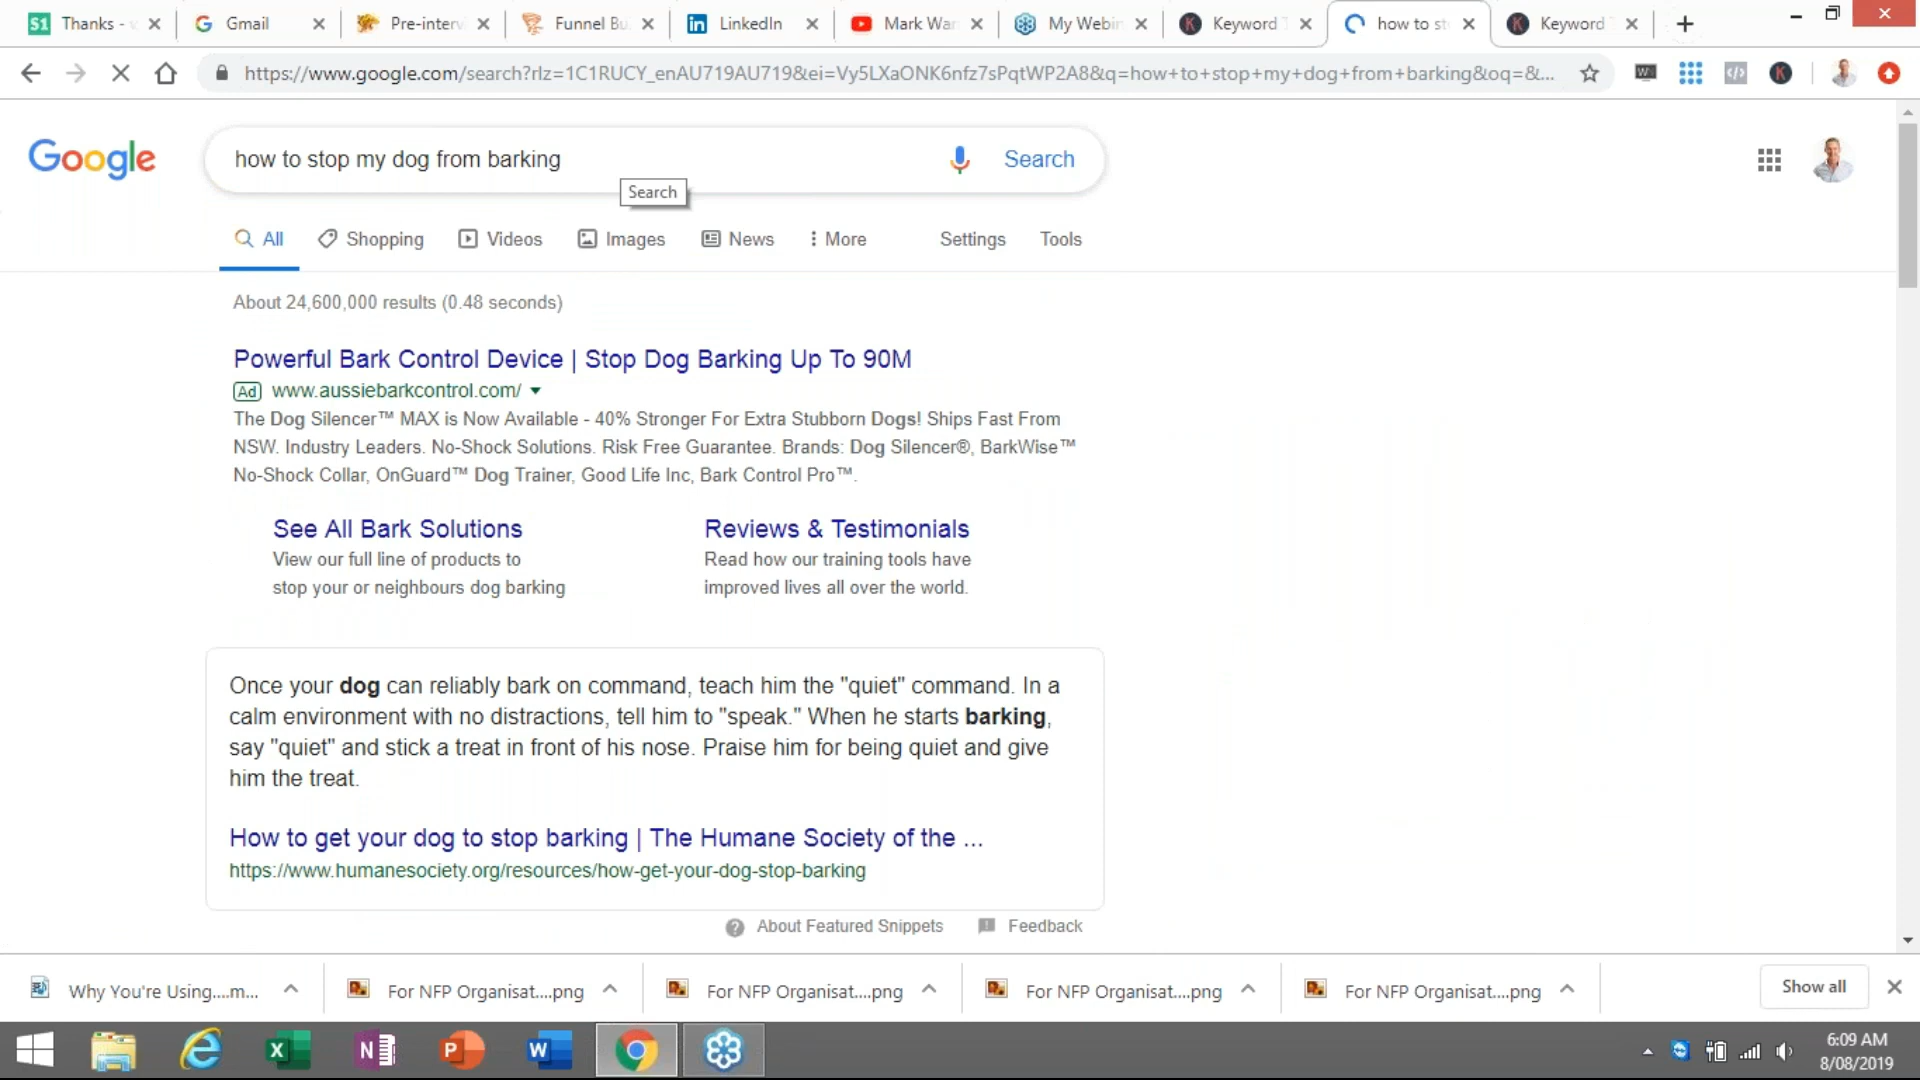 Thanks - v
Gmail
Pre-interv
Funnel Bu
LinkedIn
Mark War
My Webin
Keyword T
how to st
Keyword T
https://www.google.com/search?rlz=1C1RUCY_enAU719AU719&ei=Vy5LXaONK6nfz7sPqtWP2A8&q=how+to+stop+my+dog+from+barking&oq=&...
Google
how to stop my dog from barking
Search
Search
All
Shopping
Videos
Images
News
More
Settings
Tools
About 24,600,000 results (0.48 seconds)
Powerful Bark Control Device | Stop Dog Barking Up To 90M
Ad www.aussiebarkcontrol.com/
The Dog Silencer™ MAX is Now Available - 40% Stronger For Extra Stubborn Dogs! Ships Fast From
NSW. Industry Leaders. No-Shock Solutions. Risk Free Guarantee. Brands: Dog Silencer®, BarkWise™
No-Shock Collar, OnGuard™ Dog Trainer, Good Life Inc, Bark Control Pro™.
See All Bark Solutions
View our full line of products to
stop your or neighbours dog barking
Reviews & Testimonials
Read how our training tools have
improved lives all over the world.
Once your dog can reliably bark on command, teach him the "quiet" command. In a
calm environment with no distractions, tell him to "speak." When he starts barking,
say "quiet" and stick a treat in front of his nose. Praise him for being quiet and give
him the treat.
How to get your dog to stop barking | The Humane Society of the ...
https://www.humanesociety.org/resources/how-get-your-dog-stop-barking
About Featured Snippets
Feedback
Why You're Using....m...
For NFP Organisat....png
For NFP Organisat....png
For NFP Organisat....png
For NFP Organisat....png
Show all
6:09 AM
8/08/2019